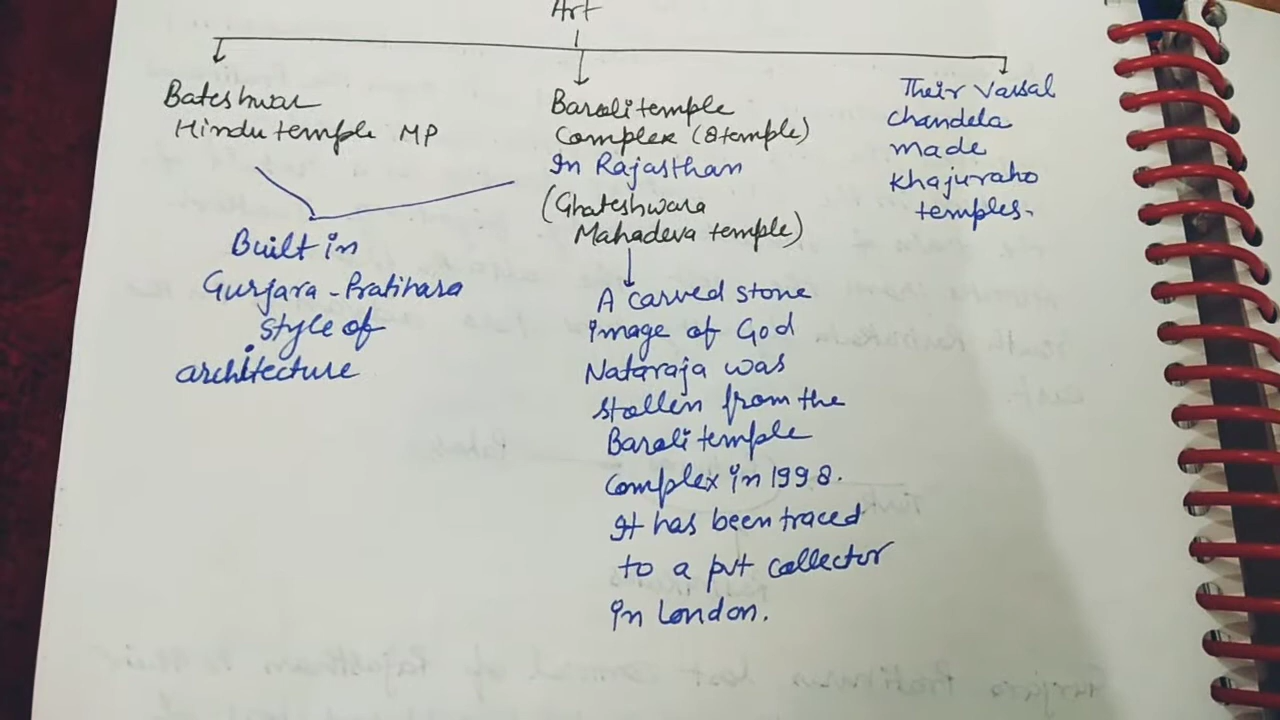 Art
Bateshwar
Hindu temple MP
Built in
Gurjara-Pratihara
style of
architecture
Baroli temple
Complex (8 temple)
In Rajasthan
(Ghateshwara
Mahadeva temple)
A carved stone
image of God
Nataraja was
stollen from the
Baroli temple
Complex in 1998.
It has been traced
to a pvt collector
in London.
Their Vassal
chandela
made
Khajuraho
temples.